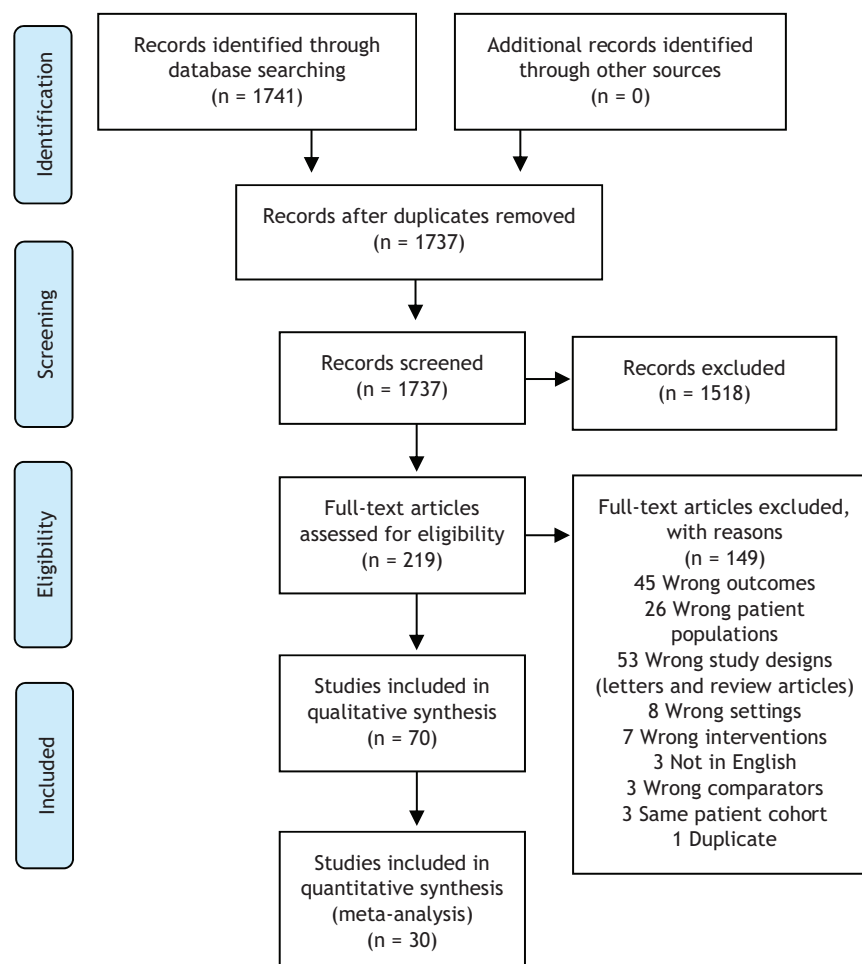 Identification
Records identified through
database searching
(n = 1741)
Additional records identified
through other sources
(n = 0)
Records after duplicates removed
(n = 1737)
Screening
Records screened
(n = 1737)
Records excluded
(n = 1518)
Eligibility
Full-text articles
assessed for eligibility
(n = 219)
Full-text articles excluded,
with reasons
(n = 149)
45 Wrong outcomes
26 Wrong patient
populations
53 Wrong study designs
(letters and review articles)
8 Wrong settings
7 Wrong interventions
3 Not in English
3 Wrong comparators
3 Same patient cohort
1 Duplicate
Included
Studies included in
qualitative synthesis
(n = 70)
Studies included in
quantitative synthesis
(meta-analysis)
(n = 30)